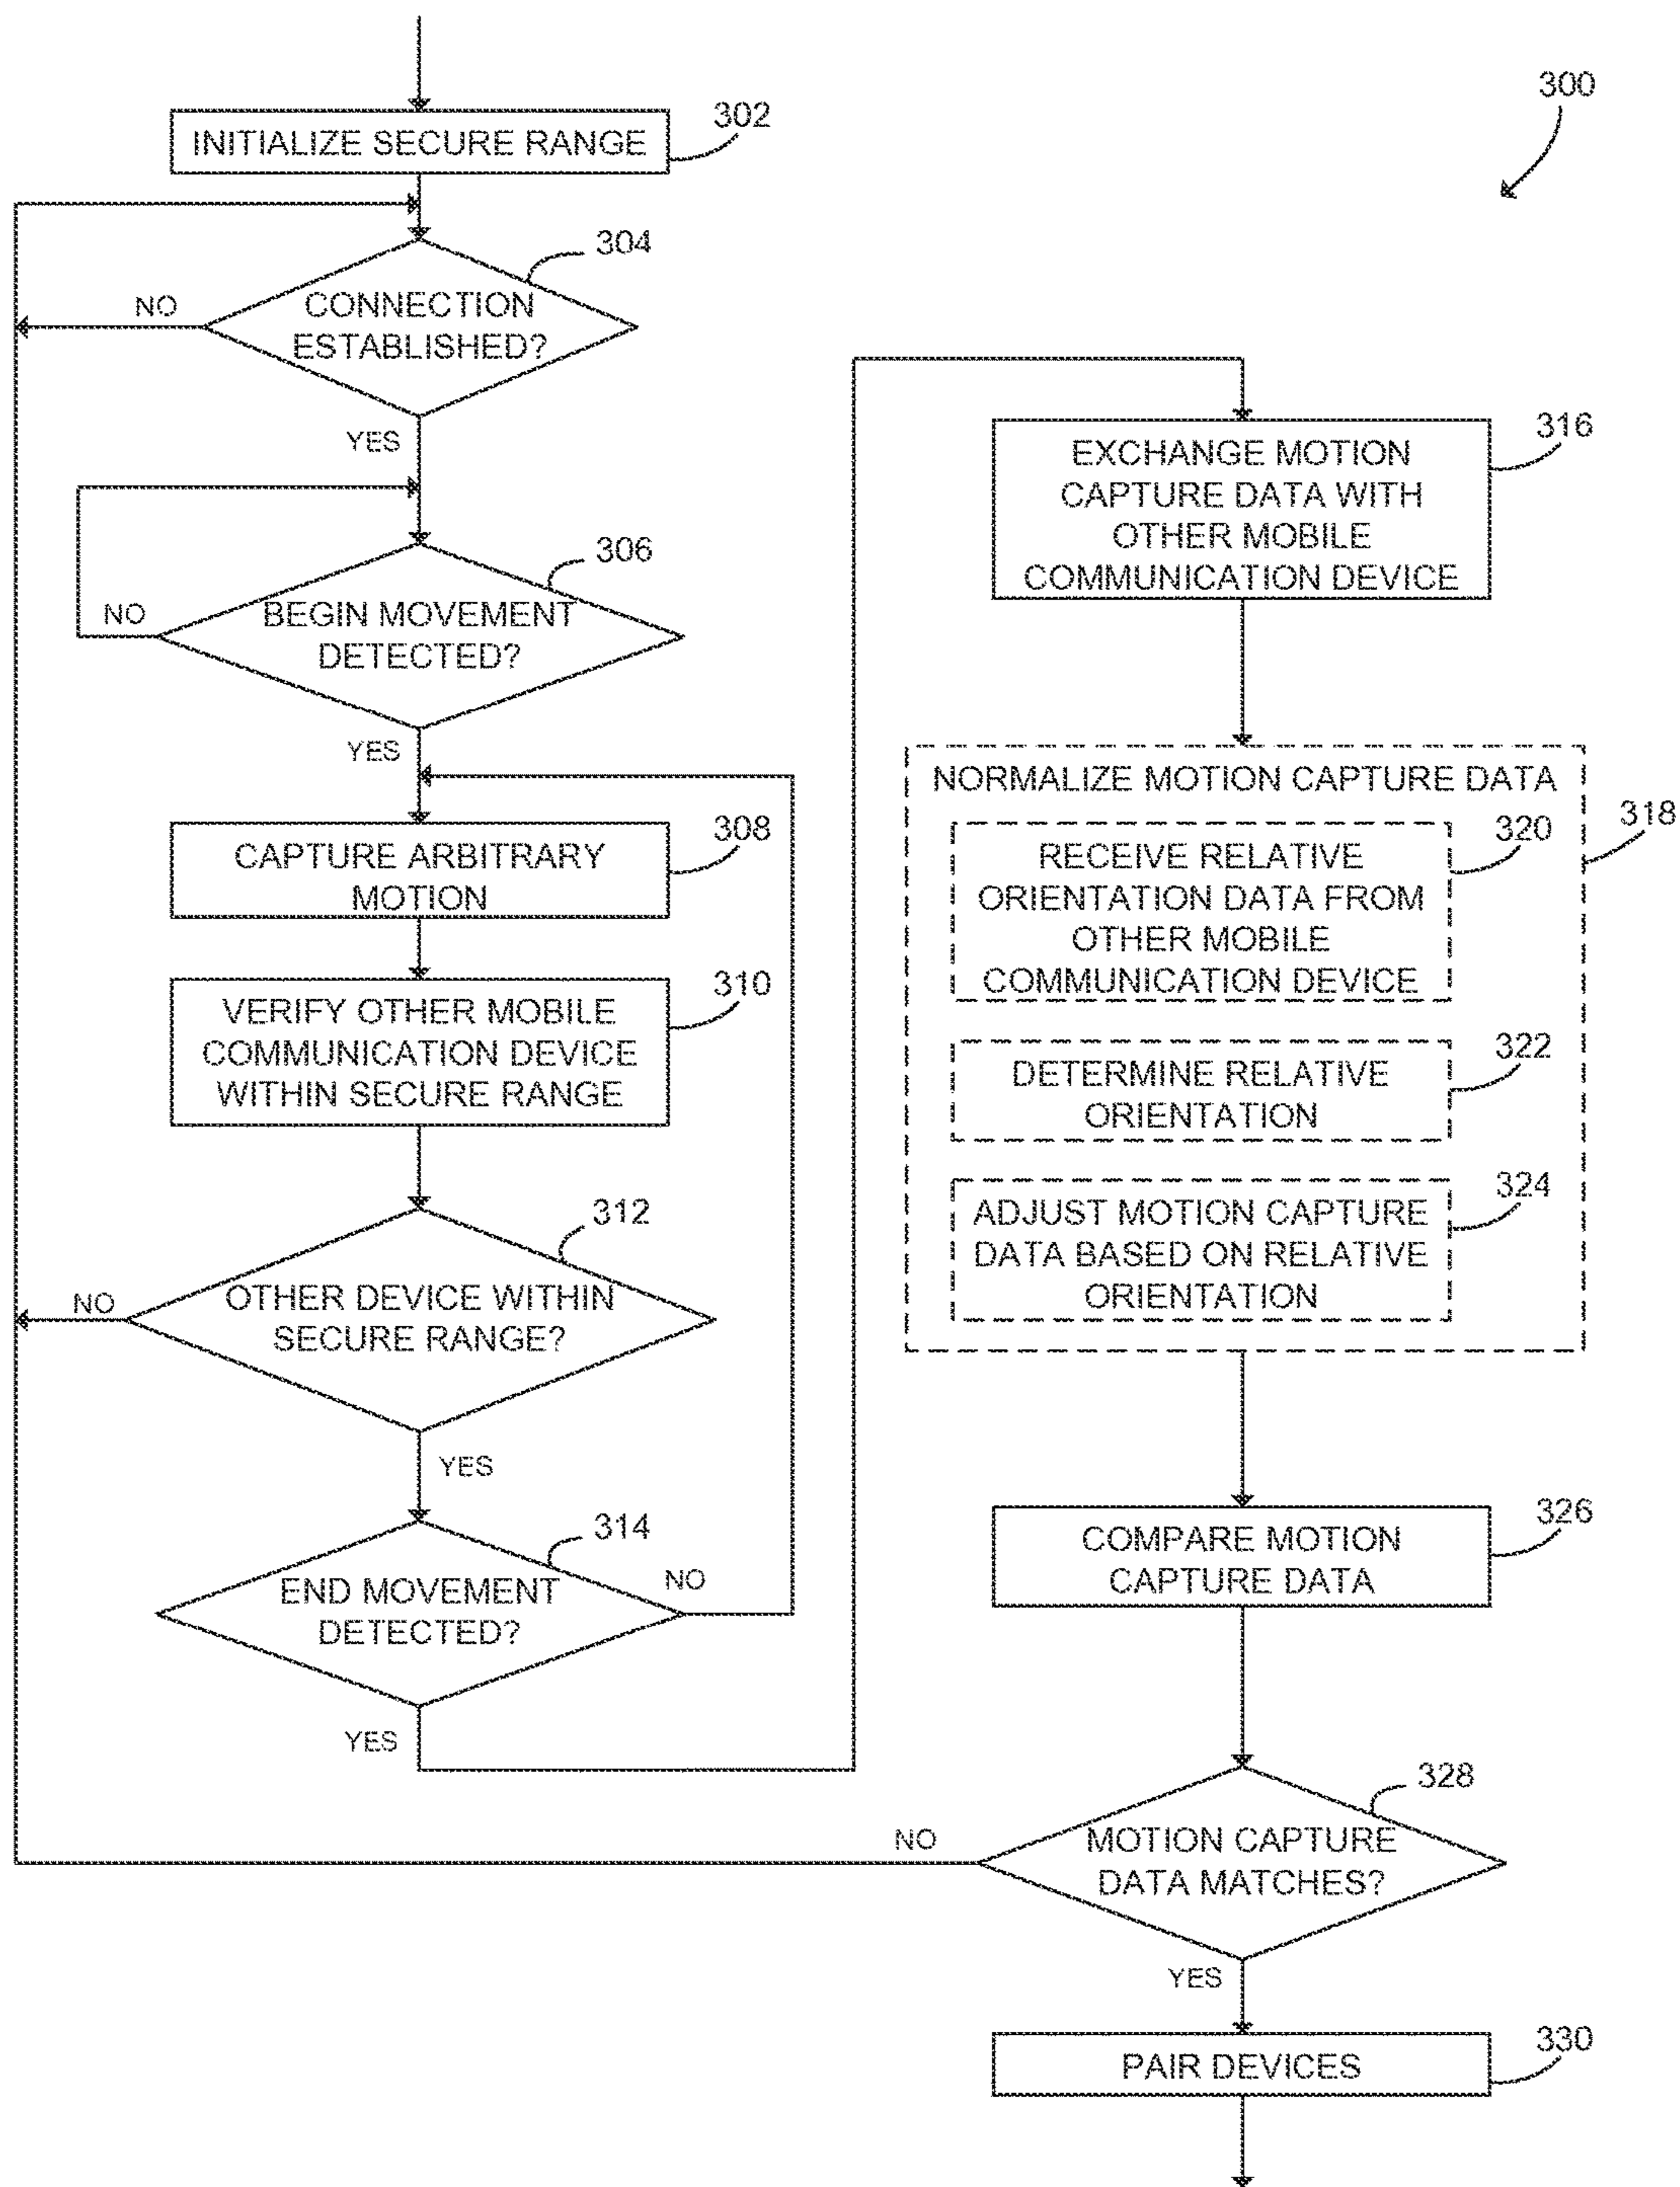 300
INITIALIZE SECURE RANGE
302
CONNECTION
ESTABLISHED?
304
NO
YES
BEGIN MOVEMENT
DETECTED?
306
NO
YES
CAPTURE ARBITRARY
MOTION
308
VERIFY OTHER MOBILE
COMMUNICATION DEVICE
WITHIN SECURE RANGE
310
OTHER DEVICE WITHIN
SECURE RANGE?
312
NO
YES
END MOVEMENT
DETECTED?
314
NO
YES
EXCHANGE MOTION
CAPTURE DATA WITH
OTHER MOBILE
COMMUNICATION DEVICE
316
NORMALIZE MOTION CAPTURE DATA
318
RECEIVE RELATIVE
ORIENTATION DATA FROM
OTHER MOBILE
COMMUNICATION DEVICE
320
DETERMINE RELATIVE
ORIENTATION
322
ADJUST MOTION CAPTURE
DATA BASED ON RELATIVE
ORIENTATION
324
COMPARE MOTION
CAPTURE DATA
326
MOTION CAPTURE
DATA MATCHES?
328
NO
YES
PAIR DEVICES
330